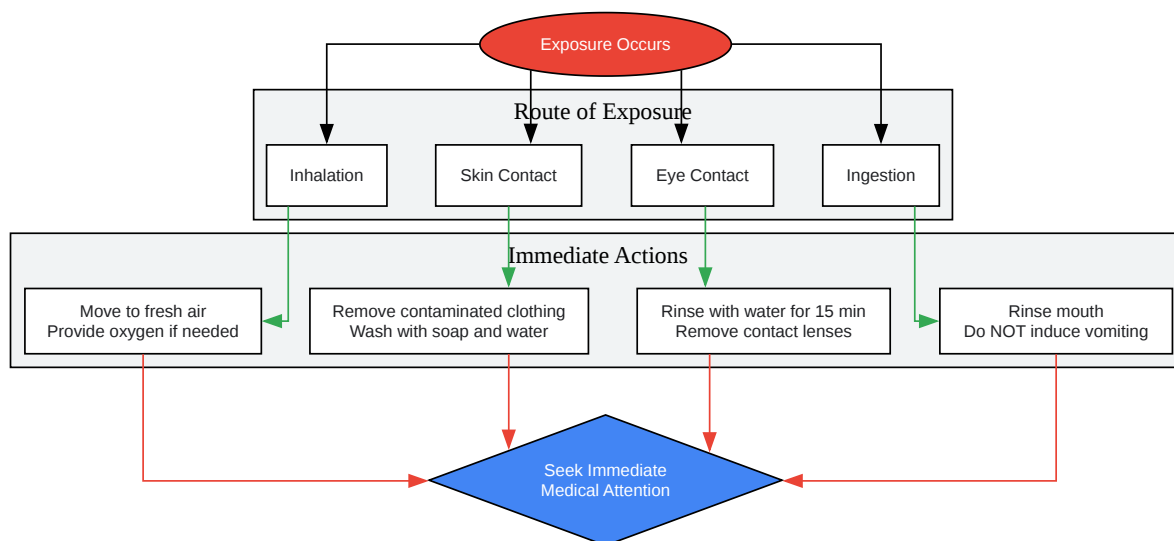 Exposure Occurs
Route of Exposure
Inhalation
Skin Contact
Eye Contact
Ingestion
Immediate Actions
Move to fresh air
Provide oxygen if needed
Remove contaminated clothing
Wash with soap and water
Rinse with water for 15 min
Remove contact lenses
Rinse mouth
Do NOT induce vomiting
Seek Immediate
Medical Attention